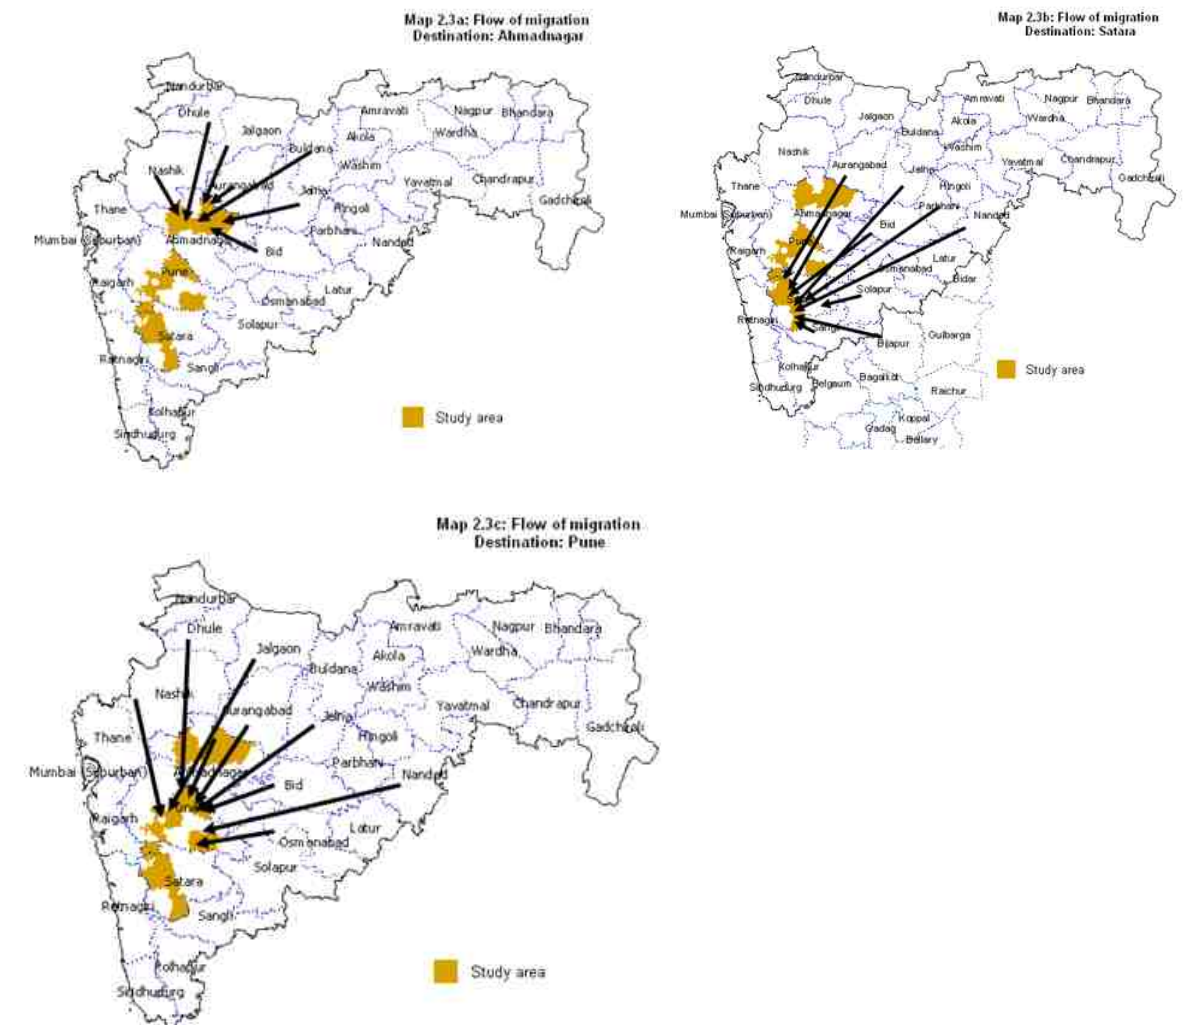 Map 2.3a: Flow of migration
Destination: Ahmadnagar
Nandurbar
Dhule
Jalgaon
Buldana
Amravati
Akola
Nagpur
Bhandara
Wardha
Washim
Nashik
Aurangabad
Jalna
Yavatmal
Chandrapur
Gadchiroli
Thane
Hingoli
Parbhani
Nanded
Mumbai (Suburban)
Ahmadnagar
Bid
Pune
Raigarh
Latur
Osmanabad
Solapur
Satara
Ratnagiri
Sangli
Kolhapur
Sindhudurg
Study area
Map 2.3b: Flow of migration
Destination: Satara
Nandurbar
Dhule
Jalgaon
Buldana
Amravati
Akola
Nagpur
Bhandara
Wardha
Washim
Nashik
Aurangabad
Jalna
Yavatmal
Chandrapur
Gadchiroli
Thane
Hingoli
Parbhani
Nanded
Mumbai (Suburban)
Ahmadnagar
Bid
Pune
Raigarh
Latur
Osmanabad
Bidar
Solapur
Ratnagiri
Sangli
Bijapur
Gulbarga
Kolhapur
Sindhudurg
Belgaum
Bagalkot
Raichur
Koppal
Gadag
Bellary
Study area
Map 2.3c: Flow of migration
Destination: Pune
Nandurbar
Dhule
Jalgaon
Buldana
Amravati
Akola
Nagpur
Bhandara
Wardha
Washim
Nashik
Aurangabad
Jelna
Yavatmal
Chandrapur
Gadchiroli
Thane
Hingoli
Parbhani
Nanded
Mumbai (Suburban)
Ahmadnagar
Bid
Pune
Raigarh
Latur
Osmanabad
Solapur
Satara
Ratnagiri
Sangli
Kolhapur
Sindhudurg
Study area